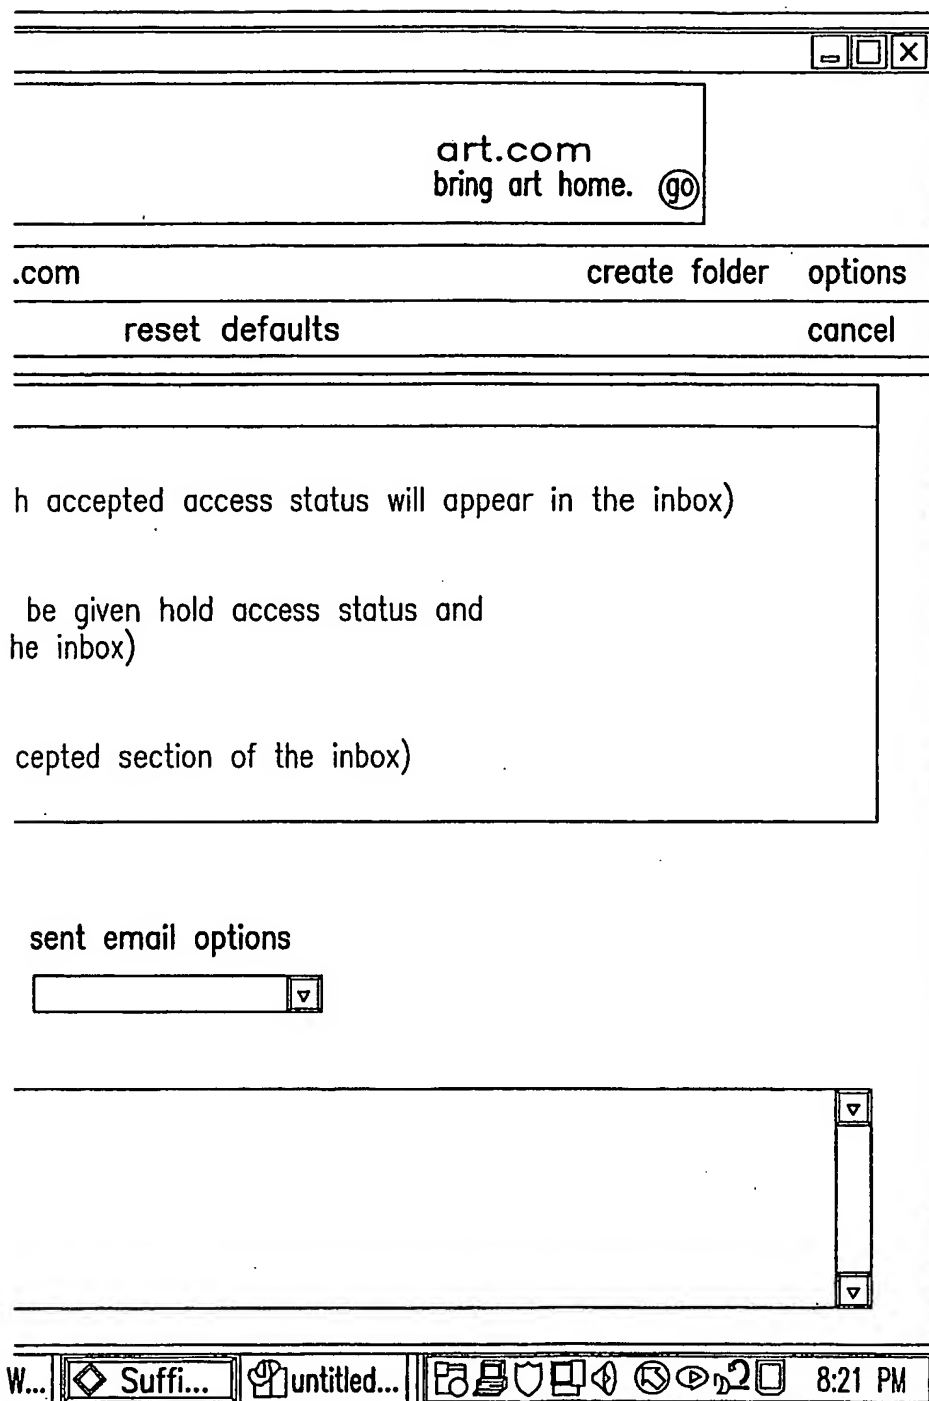 art.com
bring art home. go
.com create folder options
reset defaults cancel
h accepted access status will appear in the inbox)
be given hold access status and
he inbox)
cepted section of the inbox)
sent email options
W... Suffi... untitled... 8:21 PM